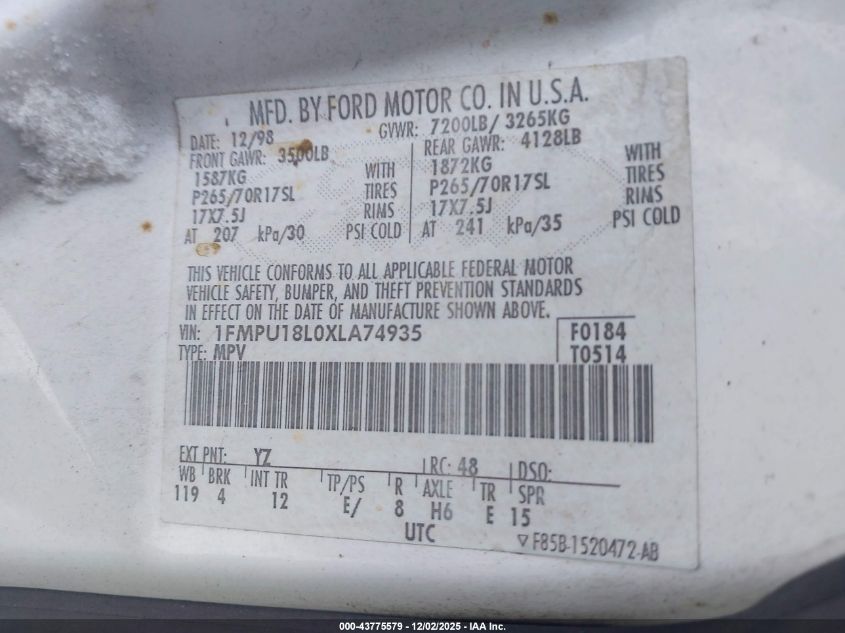 MFD. BY FORD MOTOR CO. IN U.S.A.
DATE: 12/98 GVWR: 7200LB/ 3265KG
FRONT GAWR: 3500LB REAR GAWR: 4128LB
1587KG WITH 1872KG WITH
P265/70R17SL TIRES P265/70R17SL TIRES
17X7.5J RIMS 17X7.5J RIMS
AT 207 kPa/30 PSI COLD AT 241 kPa/35 PSI COLD
THIS VEHICLE CONFORMS TO ALL APPLICABLE FEDERAL MOTOR
VEHICLE SAFETY, BUMPER, AND THEFT PREVENTION STANDARDS
IN EFFECT ON THE DATE OF MANUFACTURE SHOWN ABOVE.
VIN: 1FMPU18L0XLA74935 F0184
TYPE: MPV T0514
EXT PNT: YZ RC: 48 DSO:
WB BRK INT TR TP/PS R AXLE TR SPR
119 4 12 E/ 8 H6 E 15
UTC
▽ F85B-1520472-AB
000-43775579 - 12/02/2025 - IAA Inc.